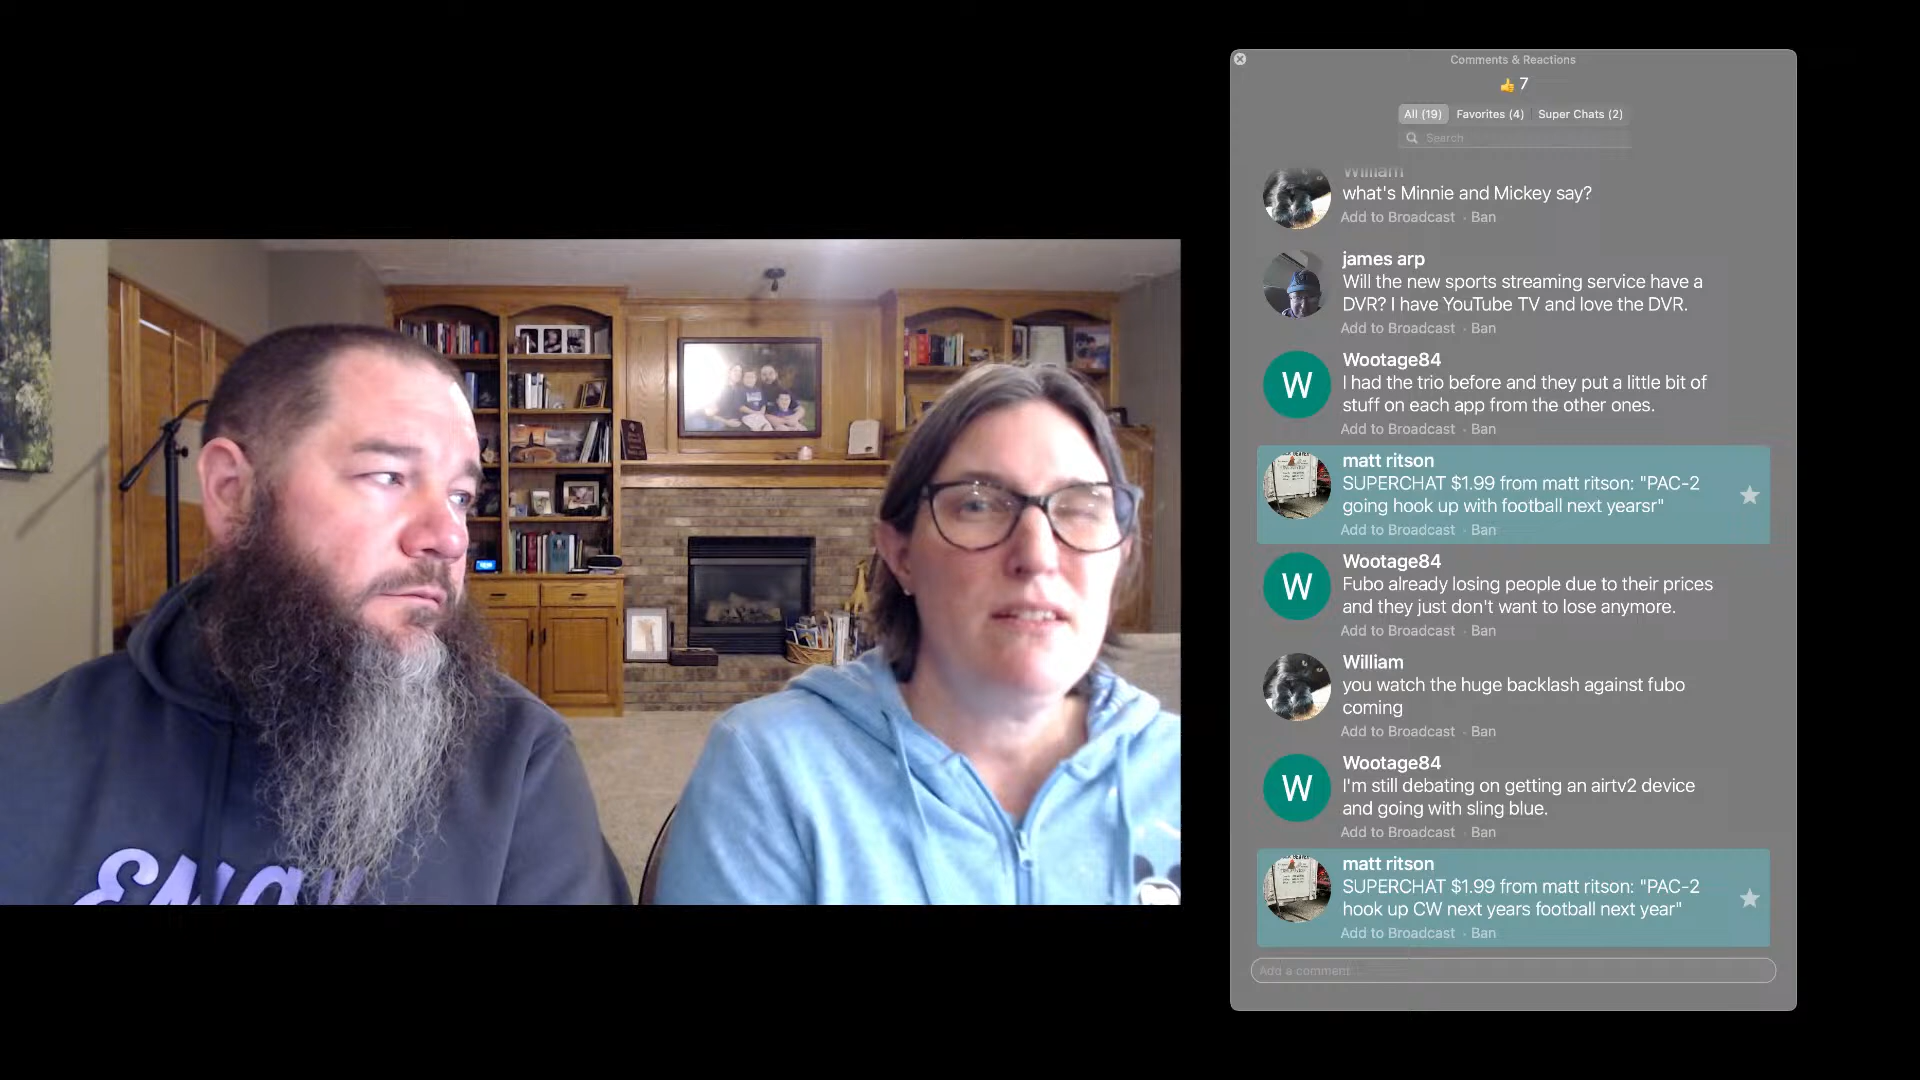 Comments & Reactions
👍 7
All (19) Favorites (4) Super Chats (2)
Search
William
what's Minnie and Mickey say?
Add to Broadcast · Ban
james arp
Will the new sports streaming service have a
DVR? I have YouTube TV and love the DVR.
Add to Broadcast · Ban
W
Wootage84
I had the trio before and they put a little bit of
stuff on each app from the other ones.
Add to Broadcast · Ban
matt ritson
SUPERCHAT $1.99 from matt ritson: "PAC-2
going hook up with football next yearsr"
Add to Broadcast · Ban
W
Wootage84
Fubo already losing people due to their prices
and they just don't want to lose anymore.
Add to Broadcast · Ban
William
you watch the huge backlash against fubo
coming
Add to Broadcast · Ban
W
Wootage84
I'm still debating on getting an airtv2 device
and going with sling blue.
Add to Broadcast · Ban
matt ritson
SUPERCHAT $1.99 from matt ritson: "PAC-2
hook up CW next years football next year"
Add to Broadcast · Ban
Add a comment